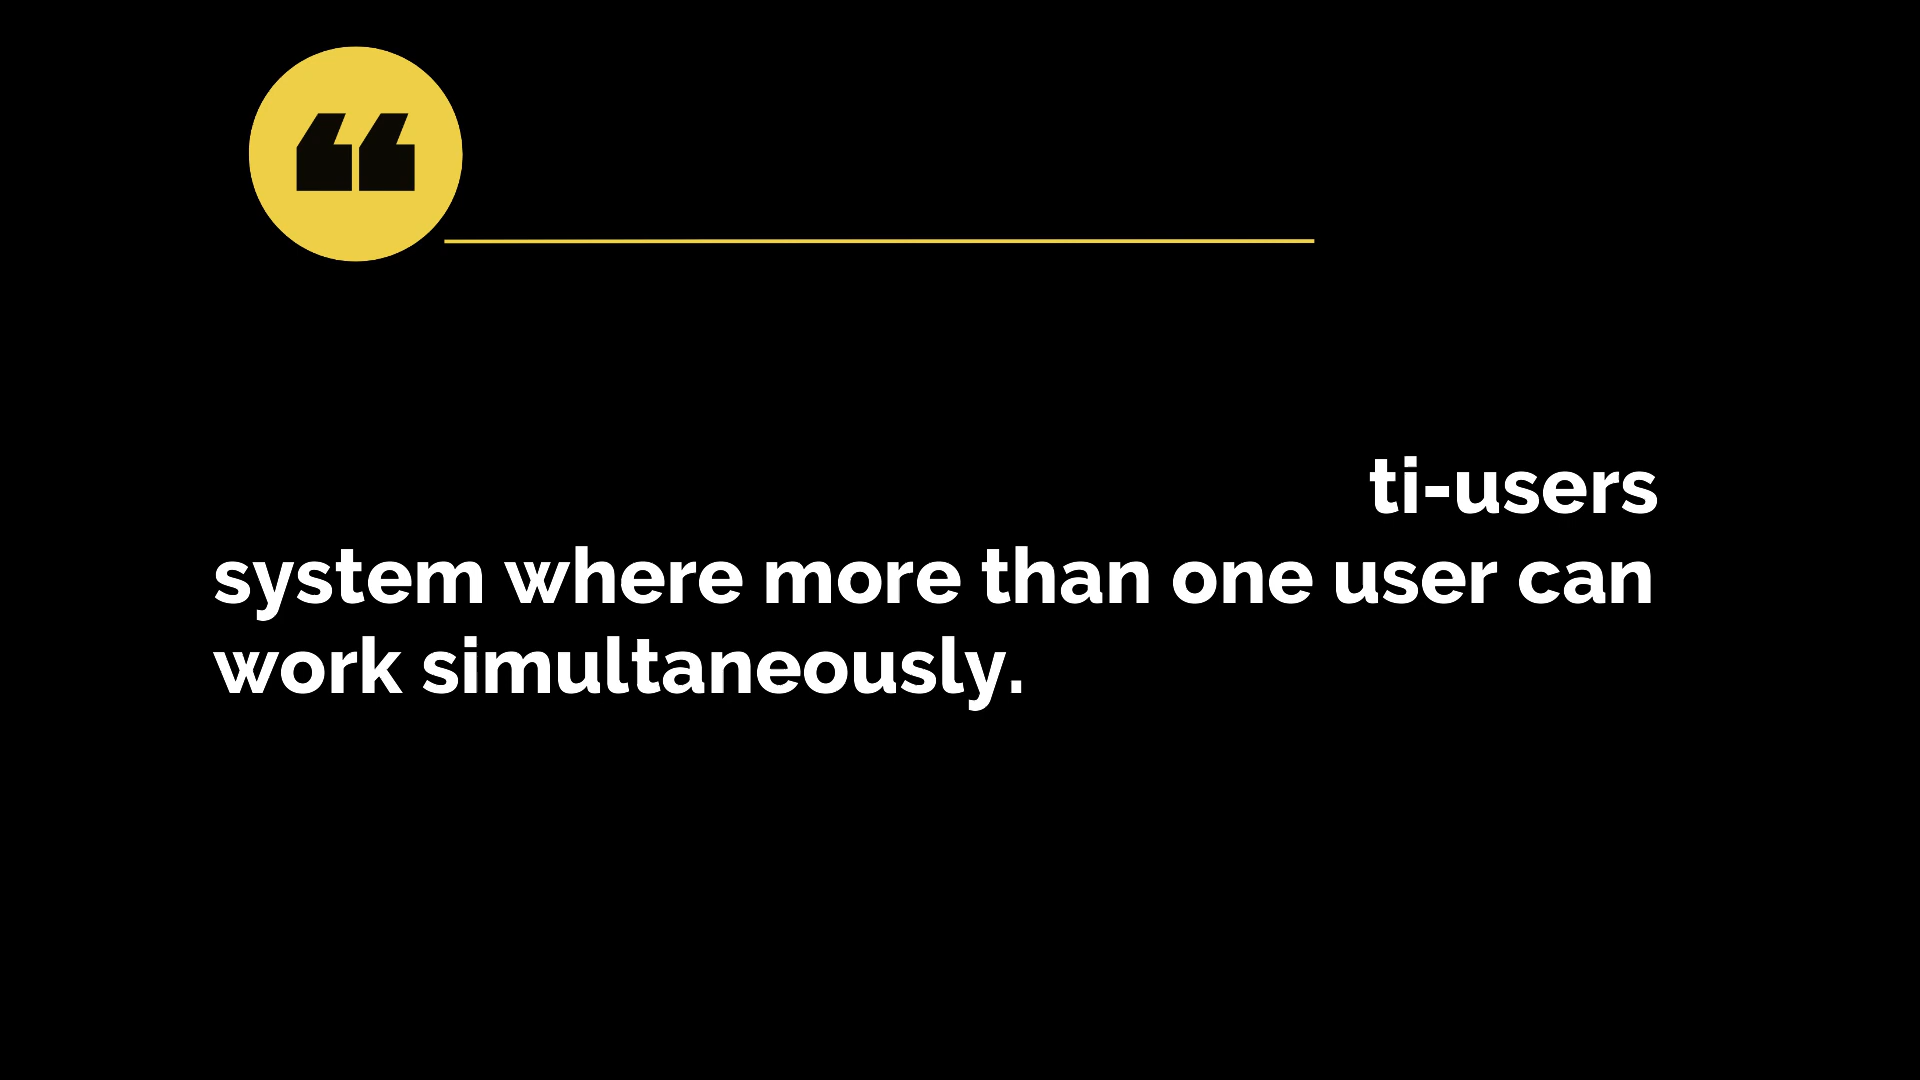 ti-users
system where more than one user can
work simultaneously.